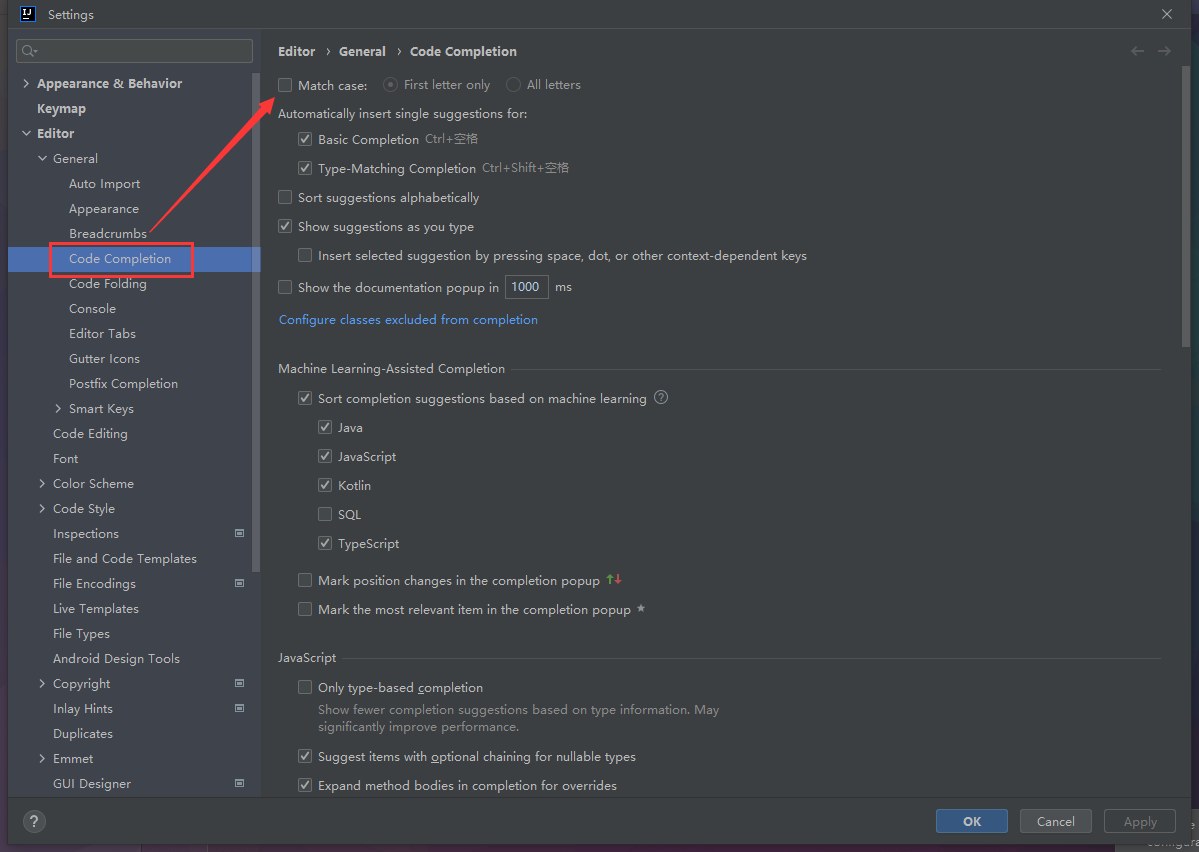 IJ
Settings
Editor › General › Code Completion
Appearance & Behavior
Keymap
Editor
General
Auto Import
Appearance
Breadcrumbs
Code Completion
Code Folding
Console
Editor Tabs
Gutter Icons
Postfix Completion
Smart Keys
Code Editing
Font
Color Scheme
Code Style
Inspections
File and Code Templates
File Encodings
Live Templates
File Types
Android Design Tools
Copyright
Inlay Hints
Duplicates
Emmet
GUI Designer
Match case: First letter only All letters
Automatically insert single suggestions for:
Basic Completion Ctrl+空格
Type-Matching Completion Ctrl+Shift+空格
Sort suggestions alphabetically
Show suggestions as you type
Insert selected suggestion by pressing space, dot, or other context-dependent keys
Show the documentation popup in 1000 ms
Configure classes excluded from completion
Machine Learning-Assisted Completion
Sort completion suggestions based on machine learning ?
Java
JavaScript
Kotlin
SQL
TypeScript
Mark position changes in the completion popup
Mark the most relevant item in the completion popup
JavaScript
Only type-based completion
Show fewer completion suggestions based on type information. May
significantly improve performance.
Suggest items with optional chaining for nullable types
Expand method bodies in completion for overrides
? OK Cancel Apply